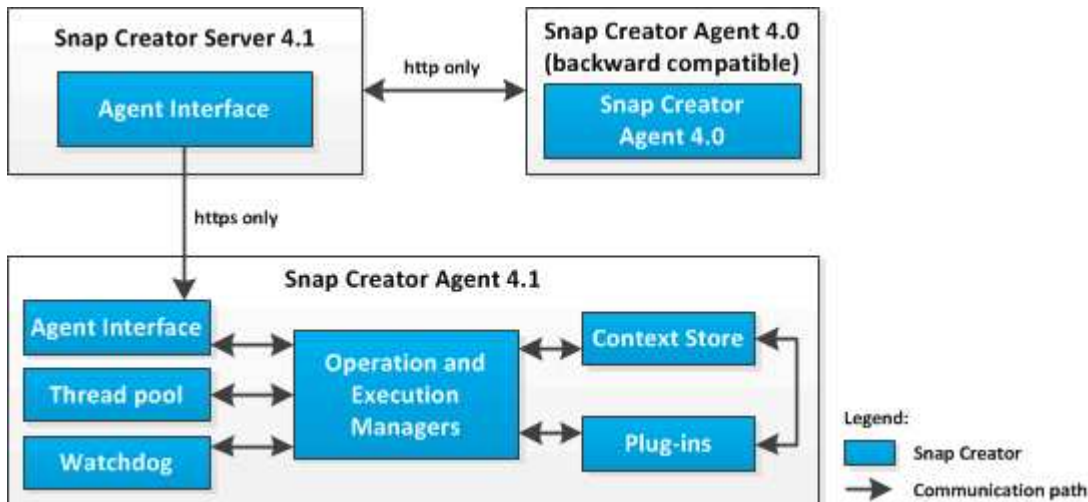 Snap Creator Server 4.1
Agent Interface
http only
Snap Creator Agent 4.0
(backward compatible)
Snap Creator
Agent 4.0
https only
Snap Creator Agent 4.1
Agent Interface
Thread pool
Watchdog
Operation and
Execution
Managers
Context Store
Plug-ins
Legend:
Snap Creator
Communication path